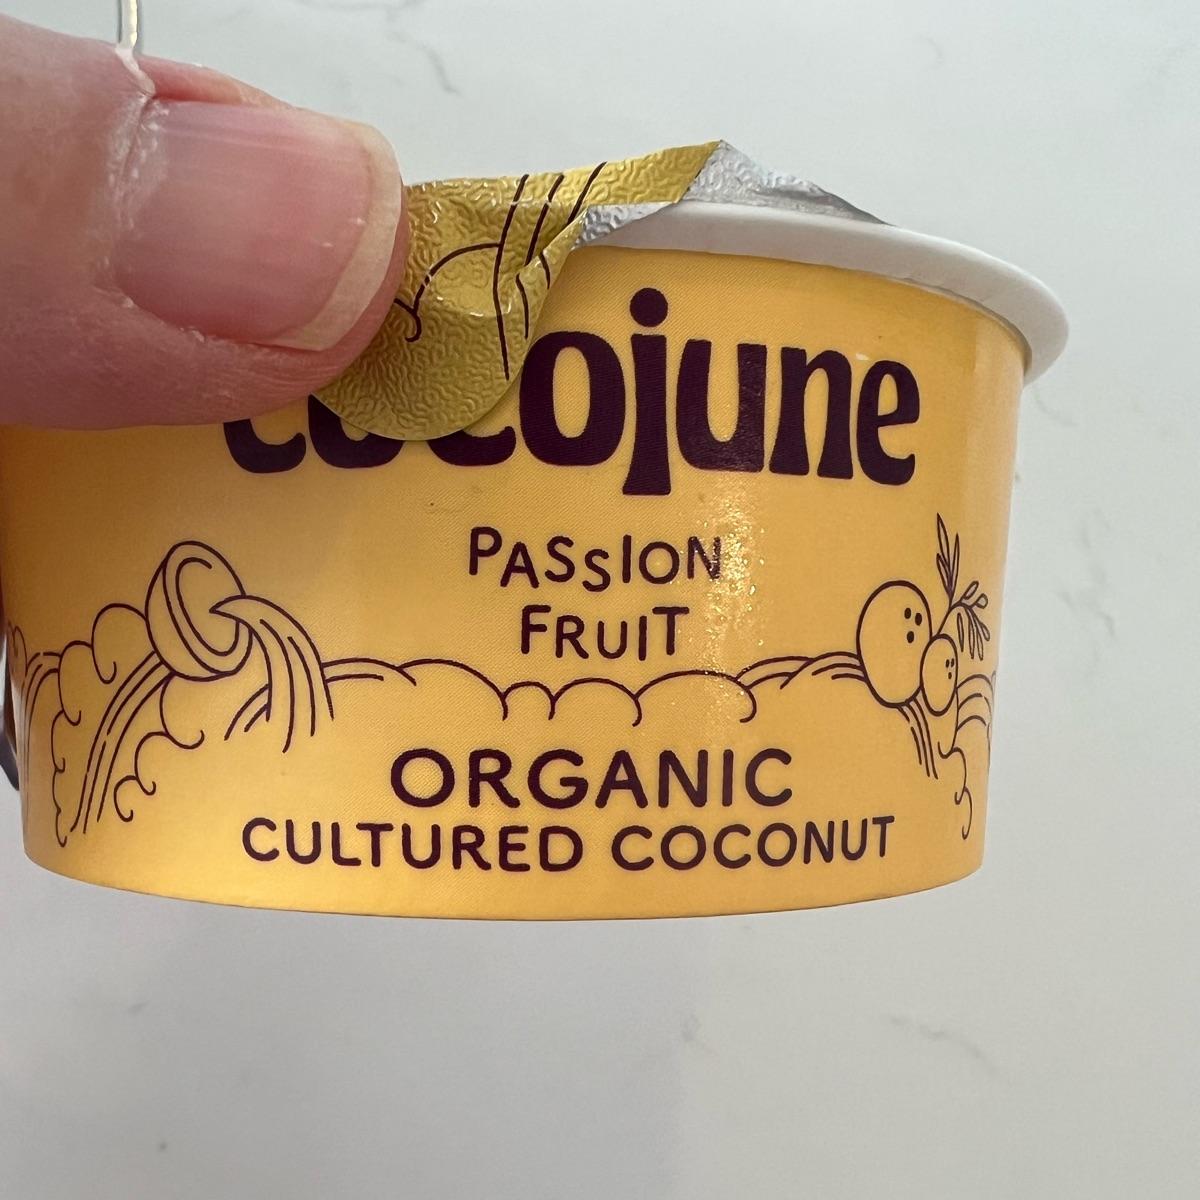 cocojune
PASSION
FRUIT
ORGANIC
CULTURED COCONUT